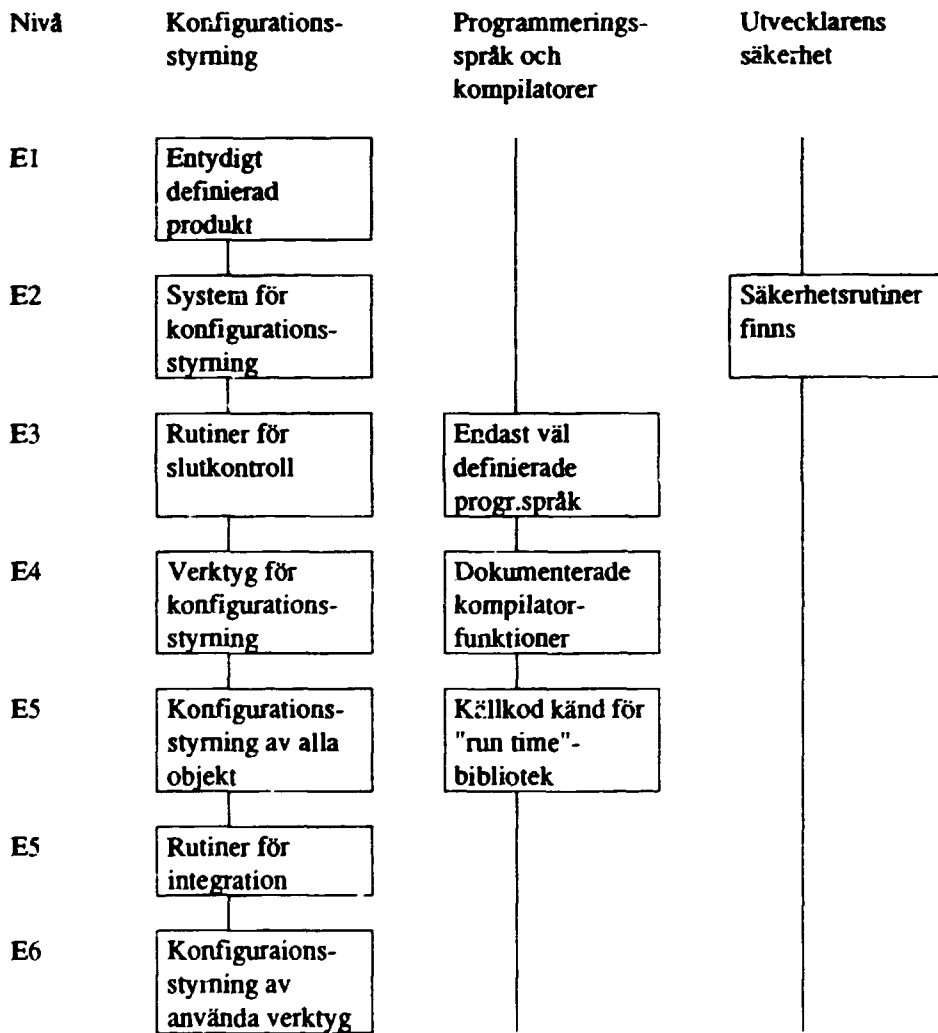 Nivå
Konfigurations-
styrning
Programmerings-
språk och
kompilatorer
Utvecklarens
säkerhet
E1
Entydigt
definierad
produkt
E2
System för
konfigurations-
styrning
Säkerhetsrutiner
finns
E3
Rutiner för
slutkontroll
Endast väl
definierade
progr.språk
E4
Verktyg för
konfigurations-
styrning
Dokumenterade
kompilator-
funktioner
E5
Konfigurations-
styrning av alla
objekt
Källkod känd för
"run time"-
bibliotek
E5
Rutiner för
integration
E6
Konfiguraions-
styrning av
använda verktyg